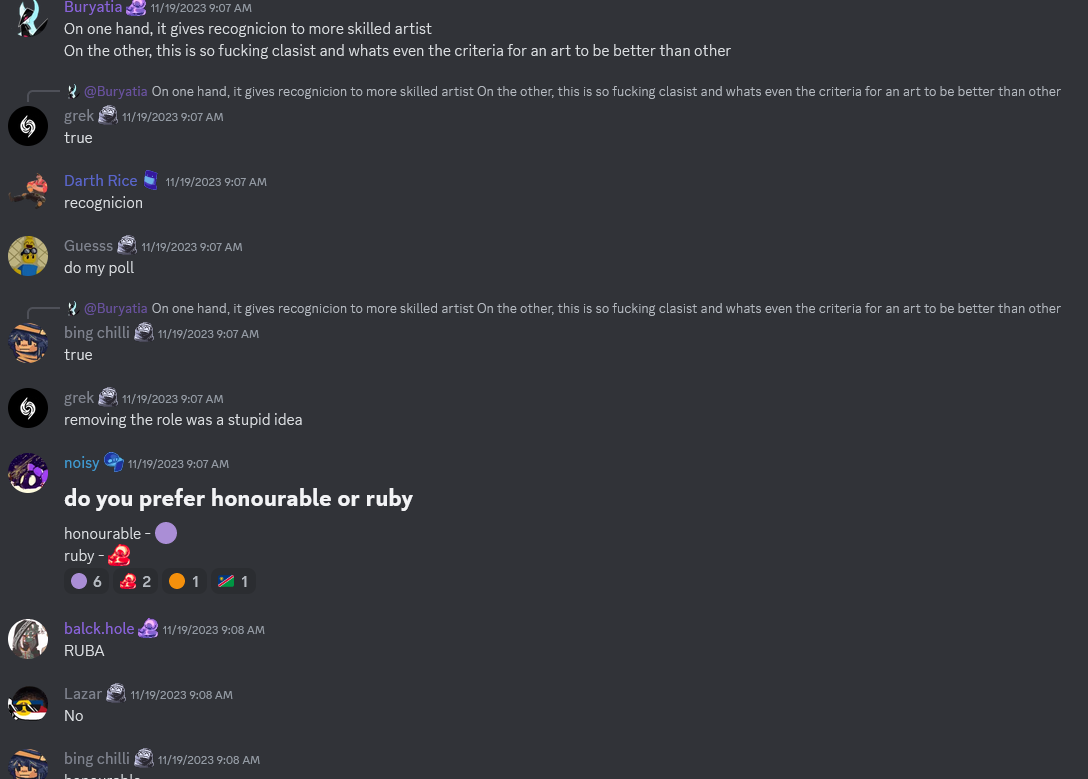 Buryatia 11/19/2023 9:07 AM
On one hand, it gives recognicion to more skilled artist
On the other, this is so fucking clasist and whats even the criteria for an art to be better than other
@Buryatia On one hand, it gives recognicion to more skilled artist On the other, this is so fucking clasist and whats even the criteria for an art to be better than other
grek 11/19/2023 9:07 AM
true
Darth Rice 11/19/2023 9:07 AM
recognicion
Guesss 11/19/2023 9:07 AM
do my poll
@Buryatia On one hand, it gives recognicion to more skilled artist On the other, this is so fucking clasist and whats even the criteria for an art to be better than other
bing chilli 11/19/2023 9:07 AM
true
grek 11/19/2023 9:07 AM
removing the role was a stupid idea
noisy 11/19/2023 9:07 AM
do you prefer honourable or ruby
honourable -
ruby -
6 2 1 1
balck.hole 11/19/2023 9:08 AM
RUBA
Lazar 11/19/2023 9:08 AM
No
bing chilli 11/19/2023 9:08 AM
honourable